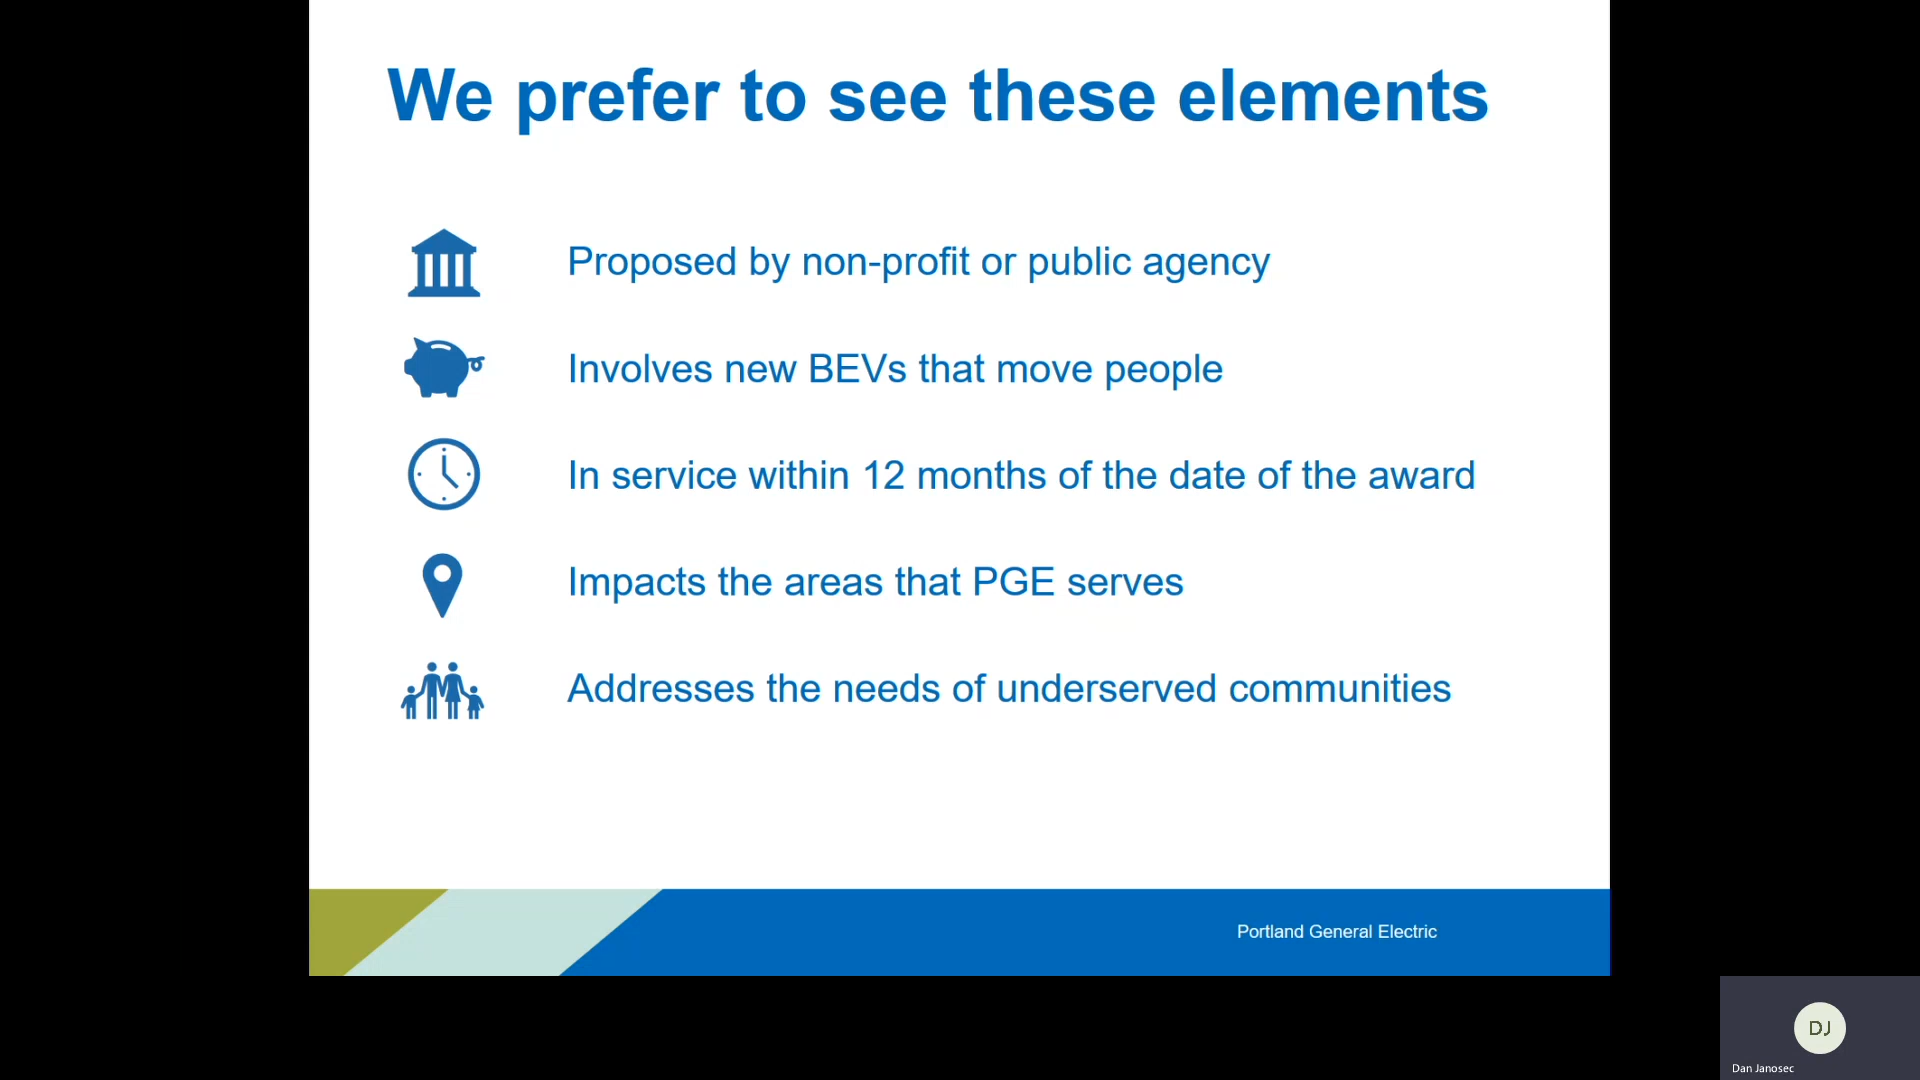 We prefer to see these elements
Proposed by non-profit or public agency
Involves new BEVs that move people
In service within 12 months of the date of the award
Impacts the areas that PGE serves
Addresses the needs of underserved communities
Portland General Electric
DJ
Dan Janosec